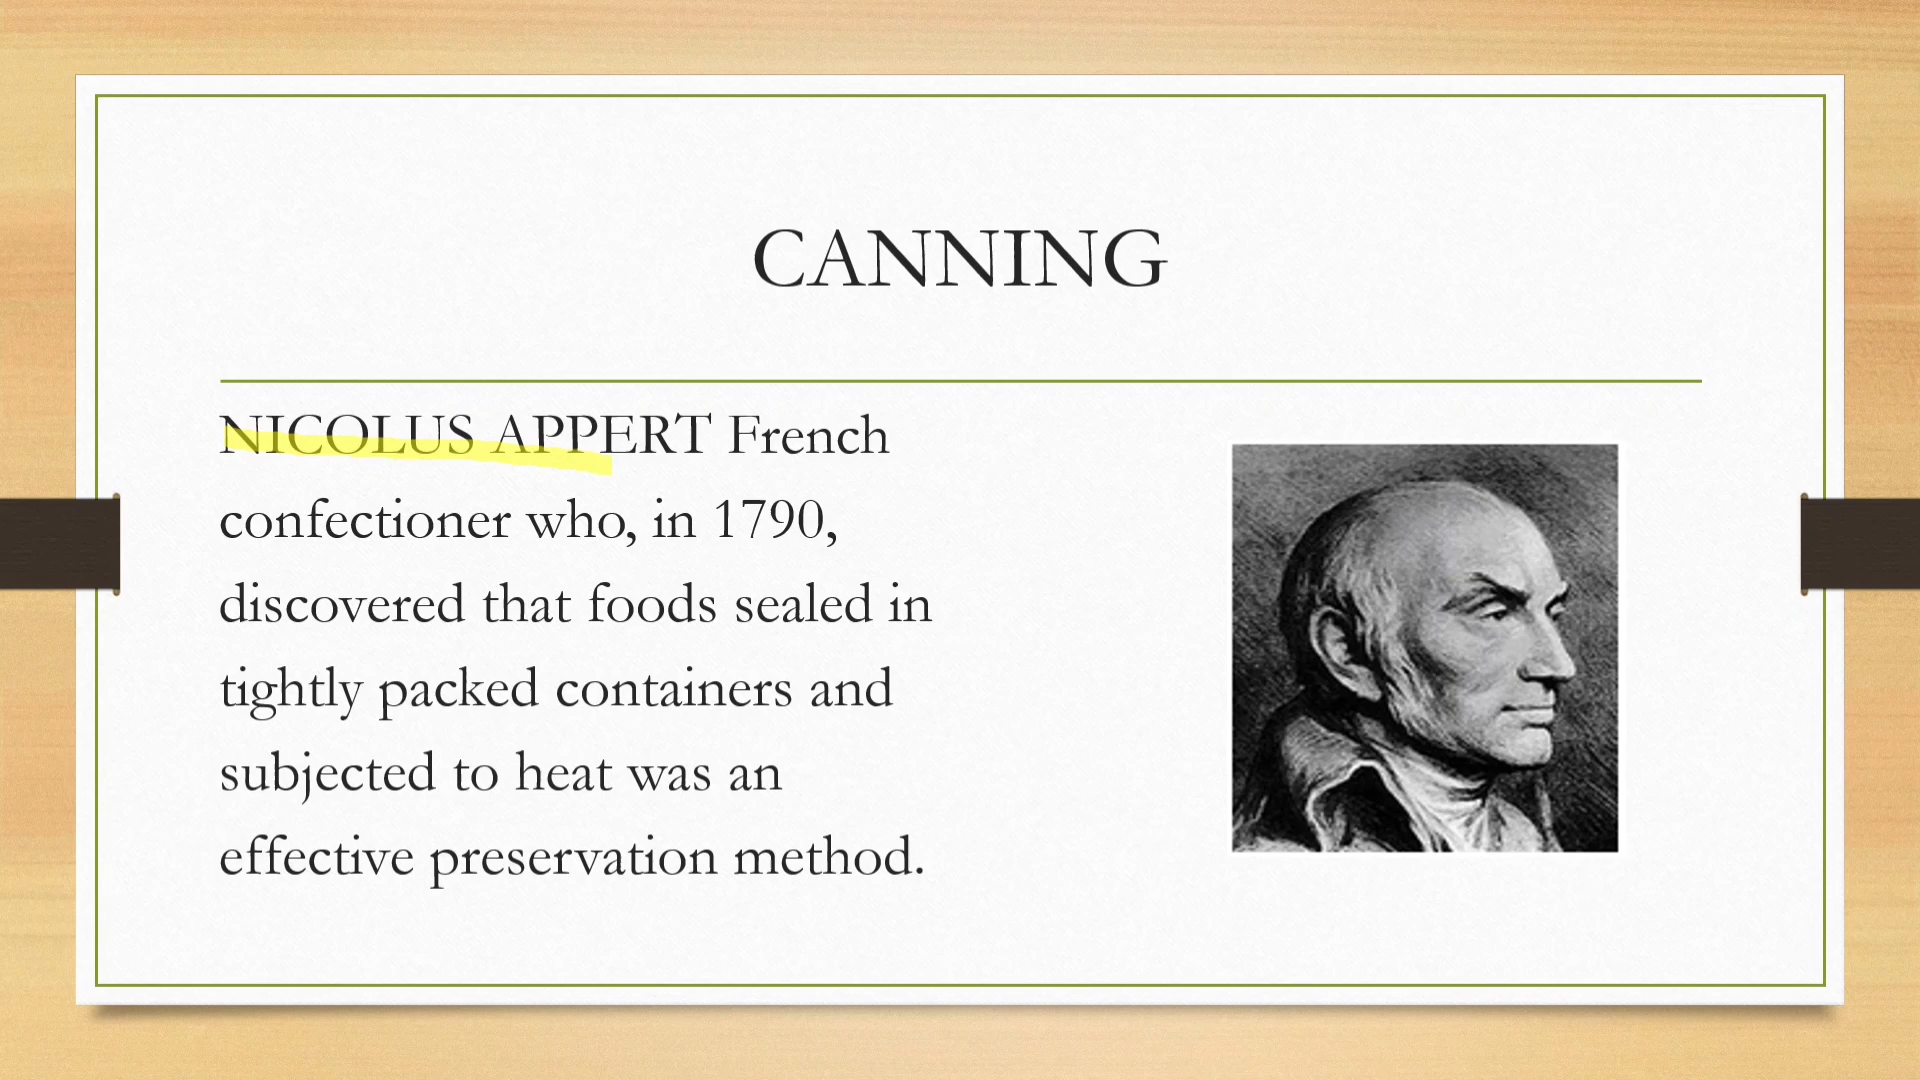 CANNING
NICOLUS APPERT French
confectioner who, in 1790,
discovered that foods sealed in
tightly packed containers and
subjected to heat was an
effective preservation method.